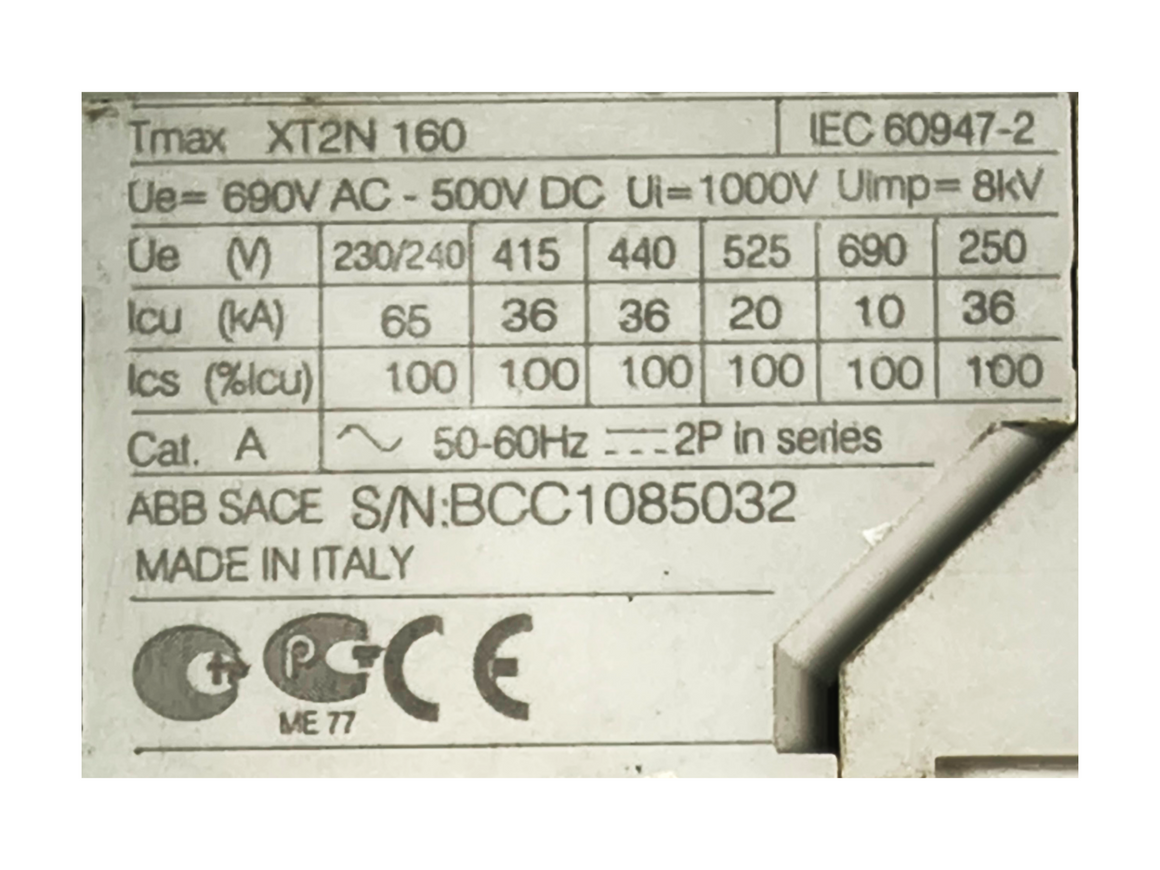 Tmax XT2N 160 IEC 60947-2
Ue= 690V AC - 500V DC Ui=1000V Uimp= 8kV
Ue (V) 230/240 415 440 525 690 250
Icu (kA) 65 36 36 20 10 36
Ics (%Icu) 100 100 100 100 100 100
Cat. A 50-60Hz 2P in series
ABB SACE S/N:BCC1085032
MADE IN ITALY
CE
ME 77